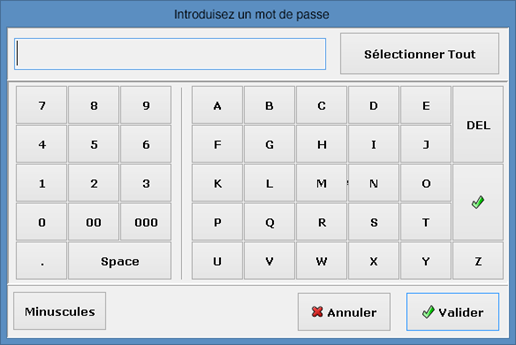 Introduisez un mot de passe
Sélectionner Tout
7 8 9 A B C D E DEL
4 5 6 F G H I J
1 2 3 K L M N O
0 00 000 P Q R S T
. Space U V W X Y Z
Minuscules Annuler Valider